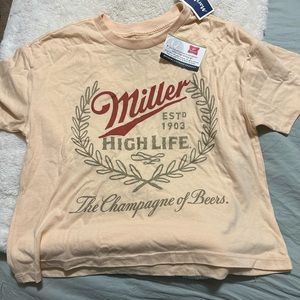 Miller
ESTD
1903
HIGH LIFE
The Champagne of Beers.